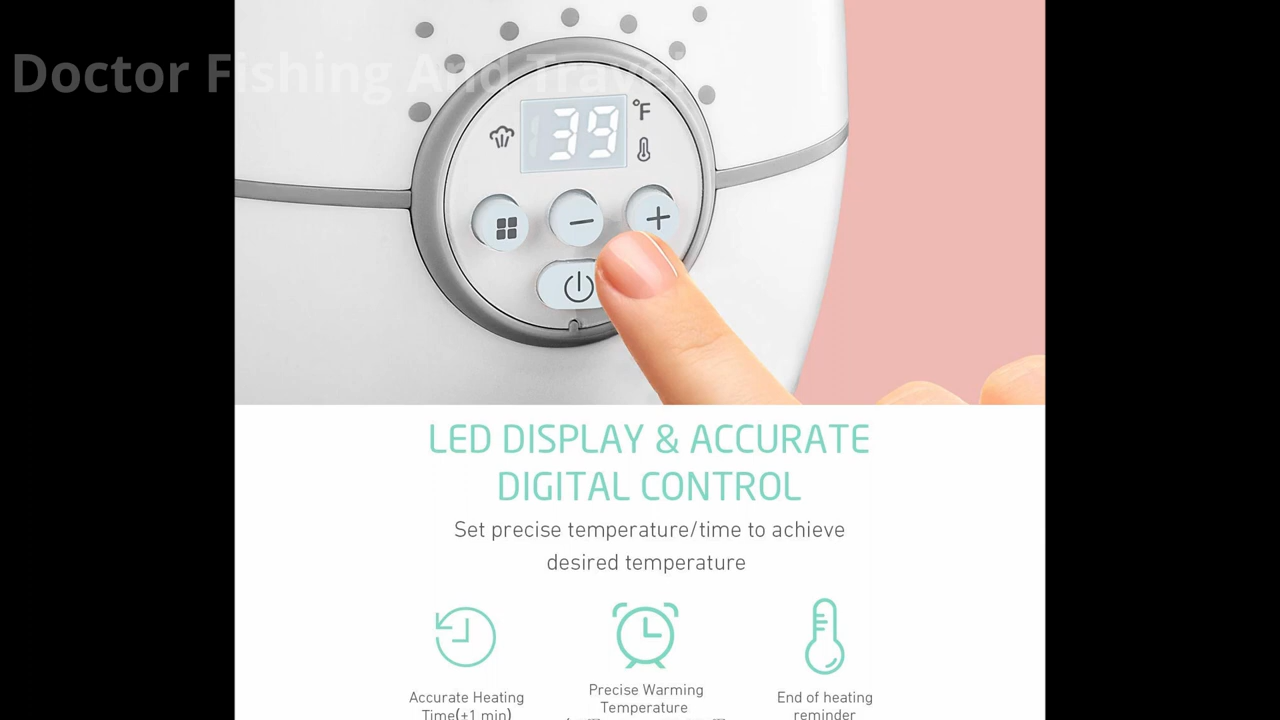 Doctor Fishing And Travel
39
°F
LED DISPLAY & ACCURATE
DIGITAL CONTROL
Set precise temperature/time to achieve
desired temperature
Accurate Heating
Time(±1 min)
Precise Warming
Temperature
End of heating
reminder